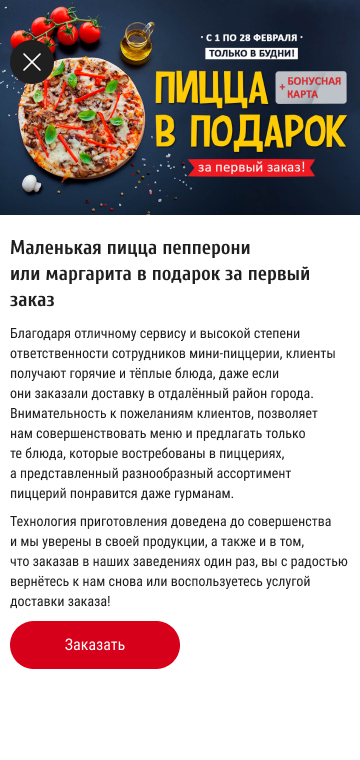 · С 1 ПО 28 ФЕВРАЛЯ ·
ТОЛЬКО В БУДНИ!
ПИЦЦА
+ БОНУСНАЯ
КАРТА
В ПОДАРОК
за первый заказ!
Маленькая пицца пепперони
или маргарита в подарок за первый
заказ
Благодаря отличному сервису и высокой степени
ответственности сотрудников мини-пиццерии, клиенты
получают горячие и тёплые блюда, даже если
они заказали доставку в отдалённый район города.
Внимательность к пожеланиям клиентов, позволяет
нам совершенствовать меню и предлагать только
те блюда, которые востребованы в пиццериях,
а представленный разнообразный ассортимент
пиццерий понравится даже гурманам.
Технология приготовления доведена до совершенства
и мы уверены в своей продукции, а также и в том,
что заказав в наших заведениях один раз, вы с радостью
вернётесь к нам снова или воспользуетесь услугой
доставки заказа!
Заказать